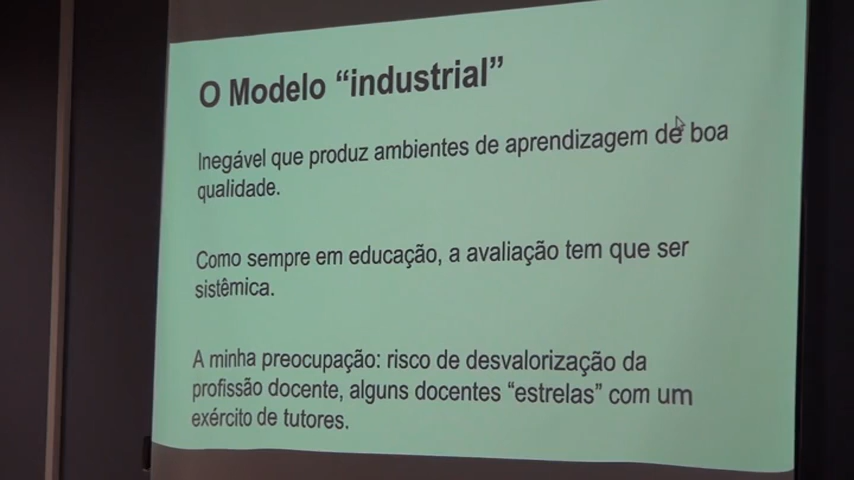 O Modelo “industrial”
Inegável que produz ambientes de aprendizagem de boa
qualidade.
Como sempre em educação, a avaliação tem que ser
sistêmica.
A minha preocupação: risco de desvalorização da
profissão docente, alguns docentes “estrelas” com um
exército de tutores.